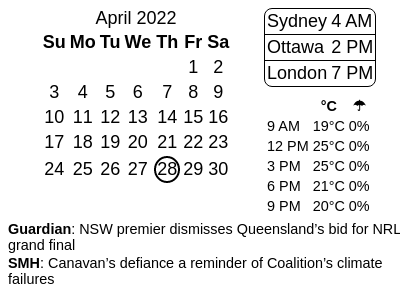 April 2022
Su Mo Tu We Th Fr Sa
1 2
3 4 5 6 7 8 9
10 11 12 13 14 15 16
17 18 19 20 21 22 23
24 25 26 27 28 29 30
Sydney 4 AM
Ottawa 2 PM
London 7 PM
°C ☂
9 AM 19°C 0%
12 PM 25°C 0%
3 PM 25°C 0%
6 PM 21°C 0%
9 PM 20°C 0%
Guardian: NSW premier dismisses Queensland’s bid for NRL
grand final
SMH: Canavan’s defiance a reminder of Coalition’s climate
failures